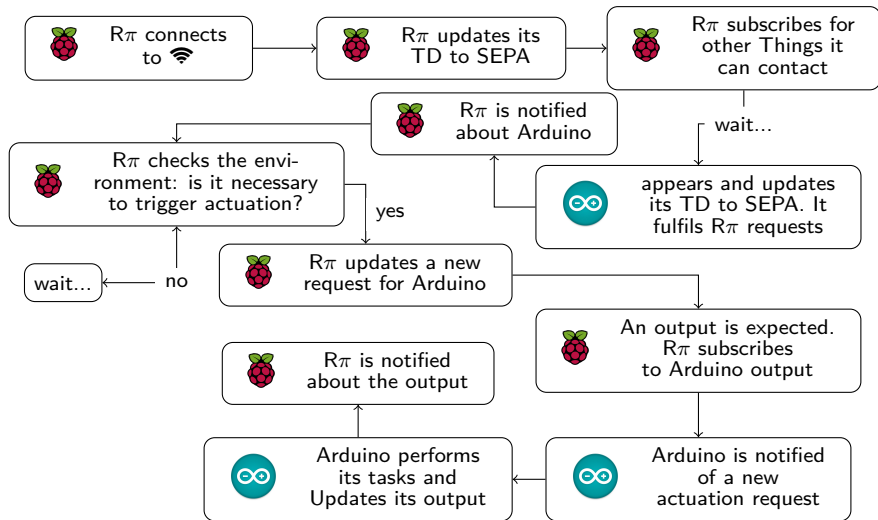 Rπ connects
to
Rπ updates its
TD to SEPA
Rπ subscribes for
other Things it
can contact
wait...
appears and updates
its TD to SEPA. It
fulfils Rπ requests
Rπ is notified
about Arduino
Rπ checks the envi-
ronment: is it necessary
to trigger actuation?
no
wait...
yes
Rπ updates a new
request for Arduino
An output is expected.
Rπ subscribes
to Arduino output
Arduino is notified
of a new
actuation request
Arduino performs
its tasks and
Updates its output
Rπ is notified
about the output